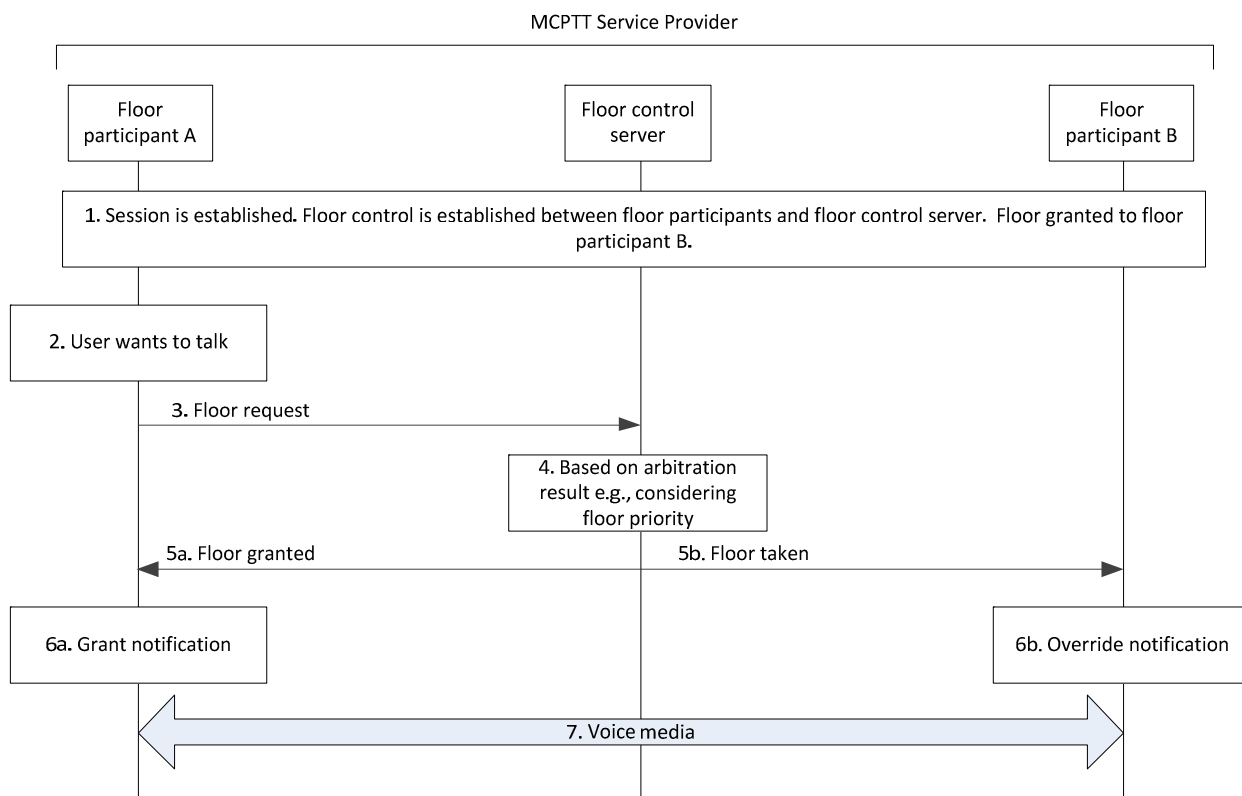 MCPTT Service Provider
Floor
participant A
Floor control
server
Floor
participant B
1. Session is established. Floor control is established between floor participants and floor control server.  Floor granted to floor
participant B.
2. User wants to talk
3. Floor request
4. Based on arbitration
result e.g., considering
floor priority
5a. Floor granted
5b. Floor taken
6a. Grant notification
6b. Override notification
7. Voice media